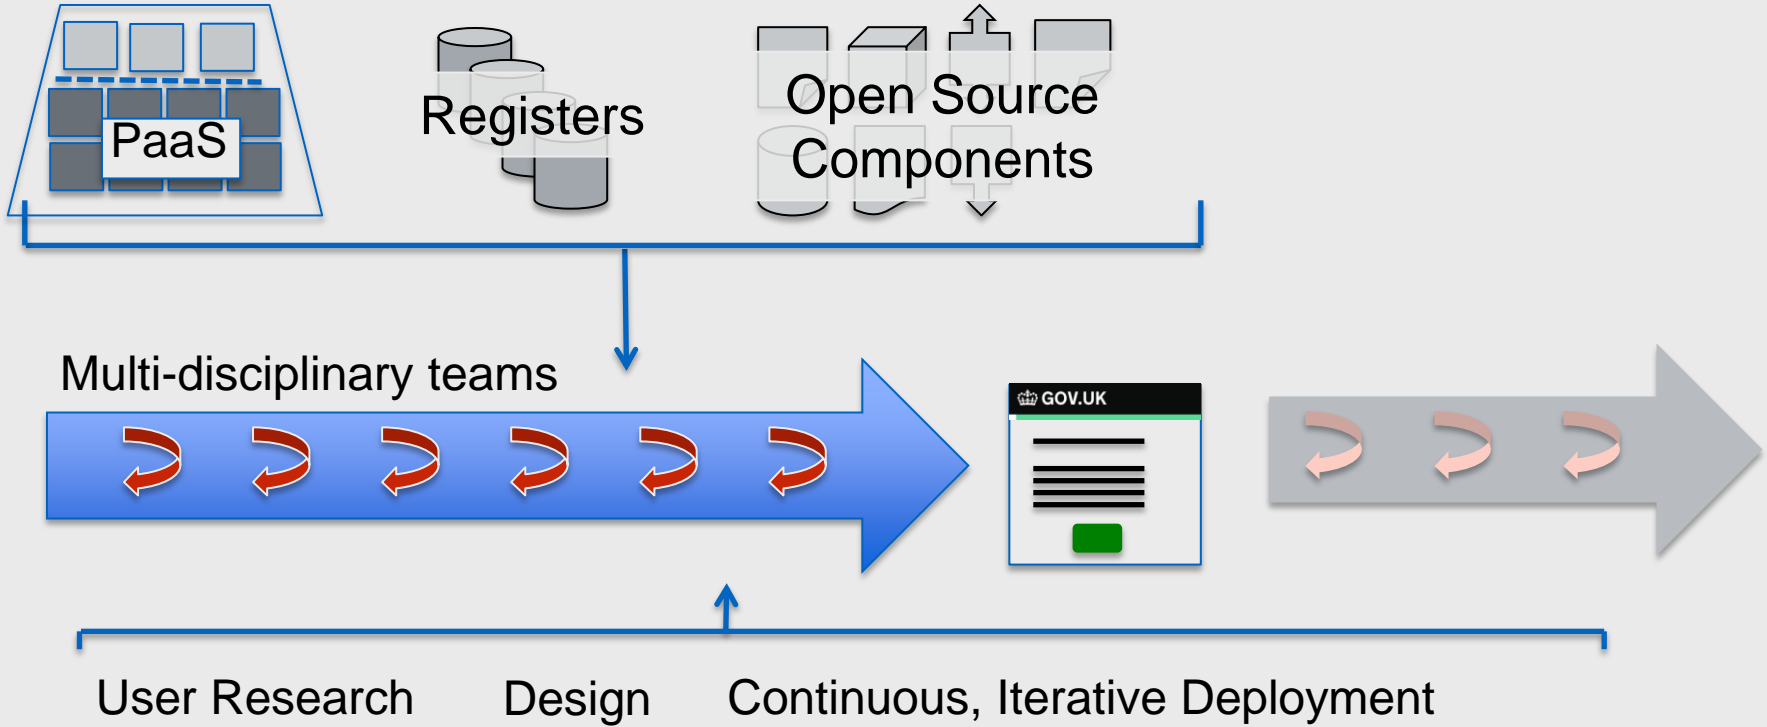 PaaS
Registers
Open Source
Components
Multi-disciplinary teams
GOV.UK
User Research
Design
Continuous, Iterative Deployment